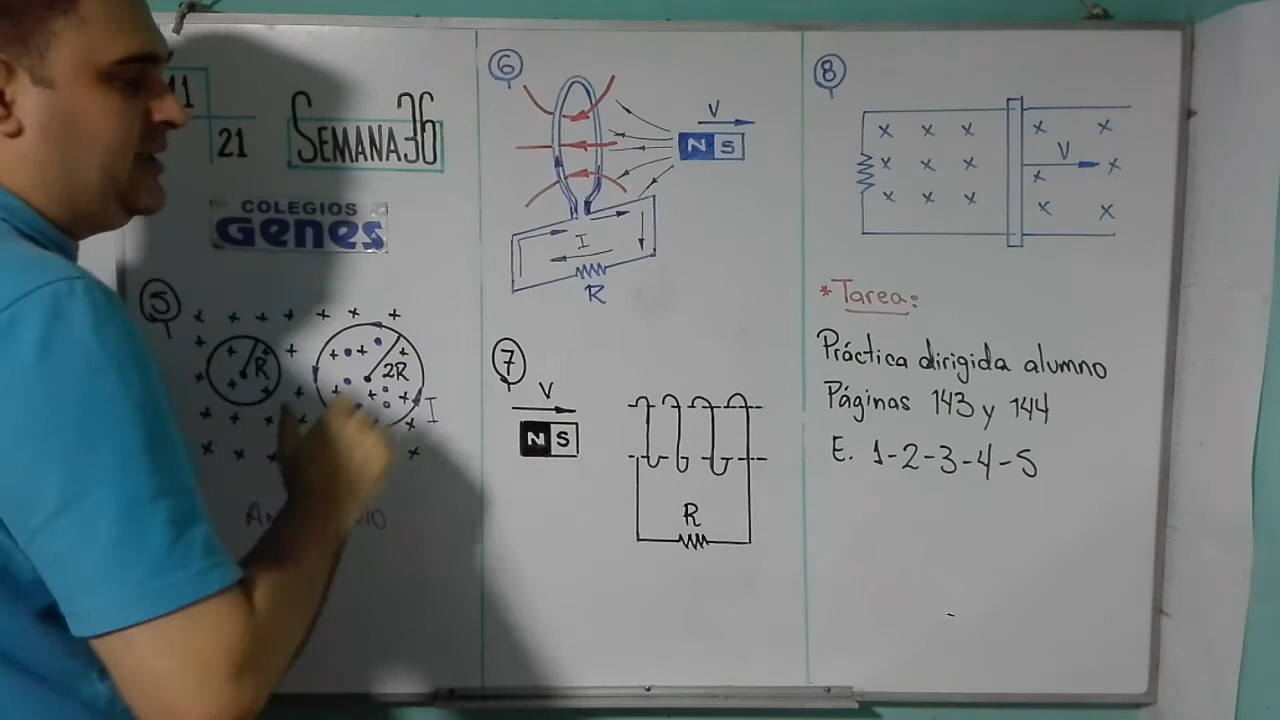 11
21
SEMANA 36
COLEGIOS
Genes
5
R
2R
I
6
V
N S
I
R
7
V
N S
R
8
V
*Tarea:
Práctica dirigida alumno
Páginas 143 y 144
E. 1-2-3-4-5